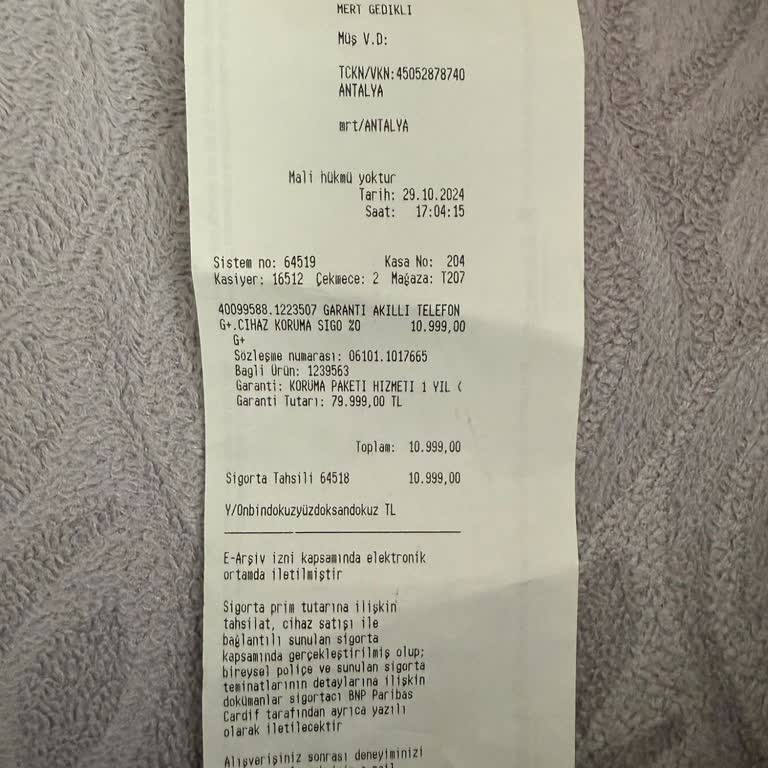 MERT GEDIKLI
Müş V.D:
TCKN/VKN:45052878740
ANTALYA
mrt/ANTALYA
Mali hükmü yoktur
Tarih: 29.10.2024
Saat: 17:04:15
Sistem no: 64519 Kasa No: 204
Kasiyer: 16512 Çekmece: 2 Mağaza: T207
40099588.1223507 GARANTI AKILLI TELEFON
G+.CIHAZ KORUMA SIGO %0 10.999,00
G+
Sözleşme numarası: 06101.1017665
Bagli Ürün: 1239563
Garanti: KORUMA PAKETI HIZMETI 1 YIL (
Garanti Tutarı: 79.999,00 TL
Toplam: 10.999,00
Sigorta Tahsili 64518 10.999,00
Y/Onbindokuzyüzdoksandokuz TL
E-Arşiv izni kapsamında elektronik
ortamda iletilmiştir
Sigorta prim tutarına ilişkin
tahsilat, cihaz satışı ile
bağlantılı sunulan sigorta
kapsamında gerçekleştirilmiş olup;
bireysel poliçe ve sunulan sigorta
teminatlarının detaylarına ilişkin
dokümanlar sigortacı BNP Paribas
Cardif tarafından ayrıca yazılı
olarak iletilecektir
Alışverişiniz sonrası deneyiminizi